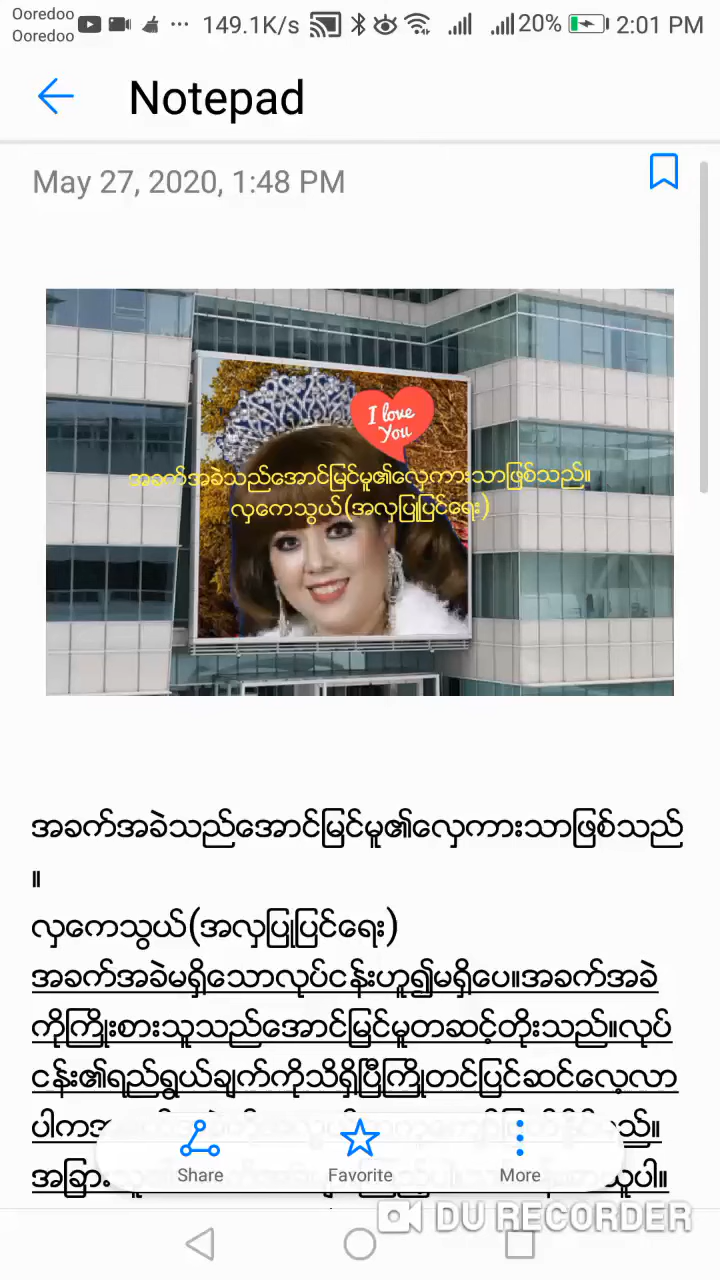 Ooredoo
Ooredoo
149.1K/s
20%
2:01 PM
Notepad
May 27, 2020, 1:48 PM
I love
You
အခက်အခဲသည်အောင်မြင်မှု၏လှေကားသာဖြစ်သည်။
လှကေသွယ်(အလှပြုပြင်ရေး)
အခက်အခဲသည်အောင်မြင်မှု၏လှေကားသာဖြစ်သည်
။
လှကေသွယ်(အလှပြုပြင်ရေး)
အခက်အခဲမရှိသောလုပ်ငန်းဟူ၍မရှိပေ။အခက်အခဲ
ကိုကြိုးစားသူသည်အောင်မြင်မှုတဆင့်တိုးသည်။လုပ်
ငန်း၏ရည်ရွယ်ချက်ကိုသိရှိပြီကြိုတင်ပြင်ဆင်လေ့လာ
ပါက
အခြား
Share
Favorite
More
DU RECORDER